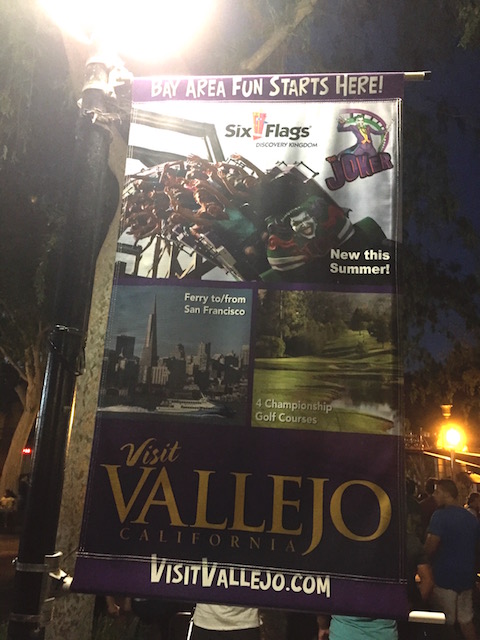 BAY AREA FUN STARTS HERE!
Six Flags
DISCOVERY KINGDOM
THE
JOKER
New this
Summer!
Ferry to/from
San Francisco
4 Championship
Golf Courses
Visit
VALLEJO
CALIFORNIA
VISITVALLEJO.COM